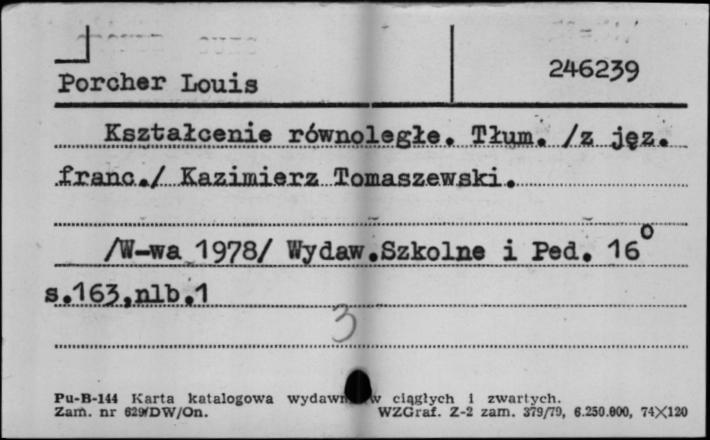 Porcher Louis
246239
Kształcenie równoległe. Tłum. /z jęz.
franc./ Kazimierz Tomaszewski.
/W-wa 1978/ Wydaw.Szkolne i Ped. 16°
s.163,nlb.1
3
Pu-B-144 Karta katalogowa ciągłych i zwartych.
Zam. nr 629/DW/On. WZGraf. Z-2 zam. 379/79, 6.250.000, 74×120